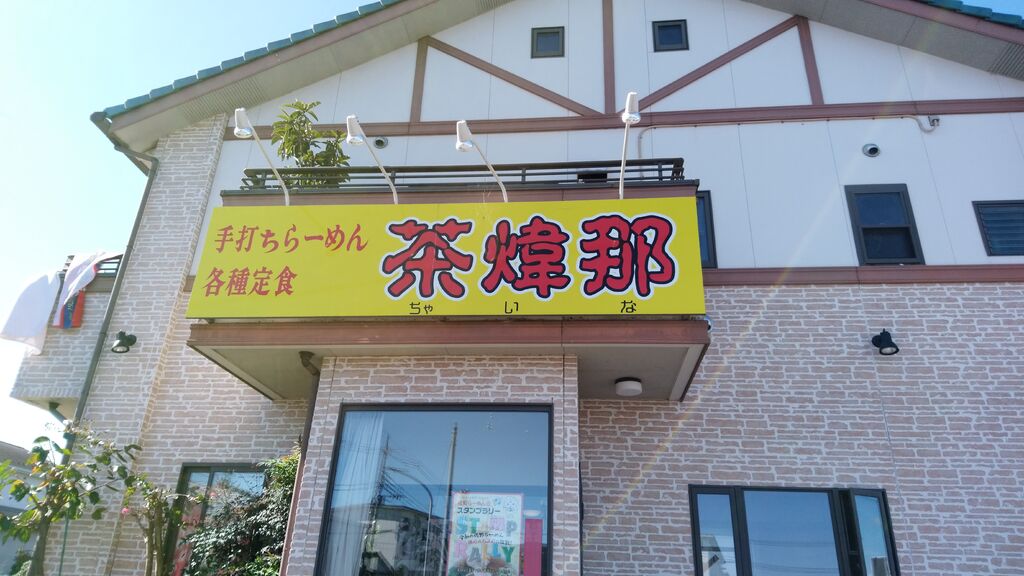 手打ちらーめん
各種定食
茶煒那
ちゃいな
スタンプラリー
STAMP
RALLY